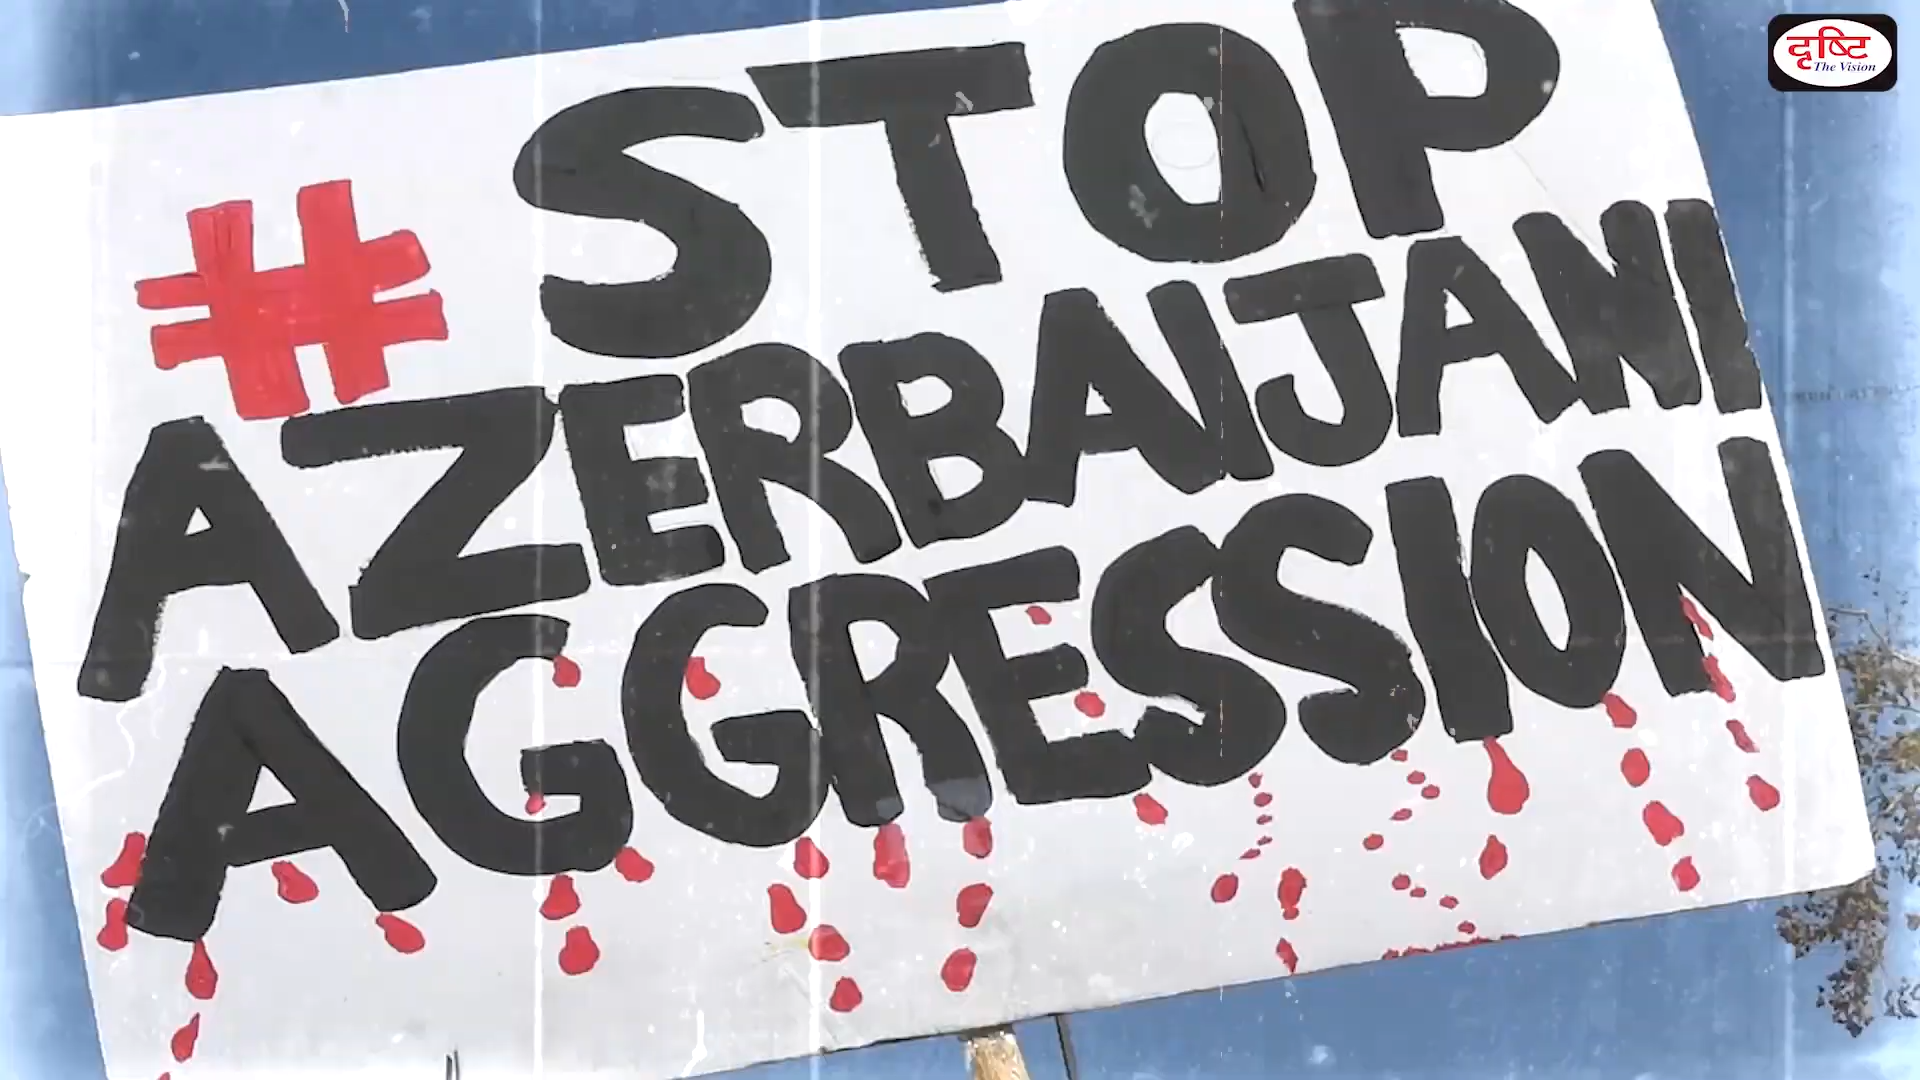 दृष्टि
The Vision
# STOP
AZERBAIJANI
AGGRESSION